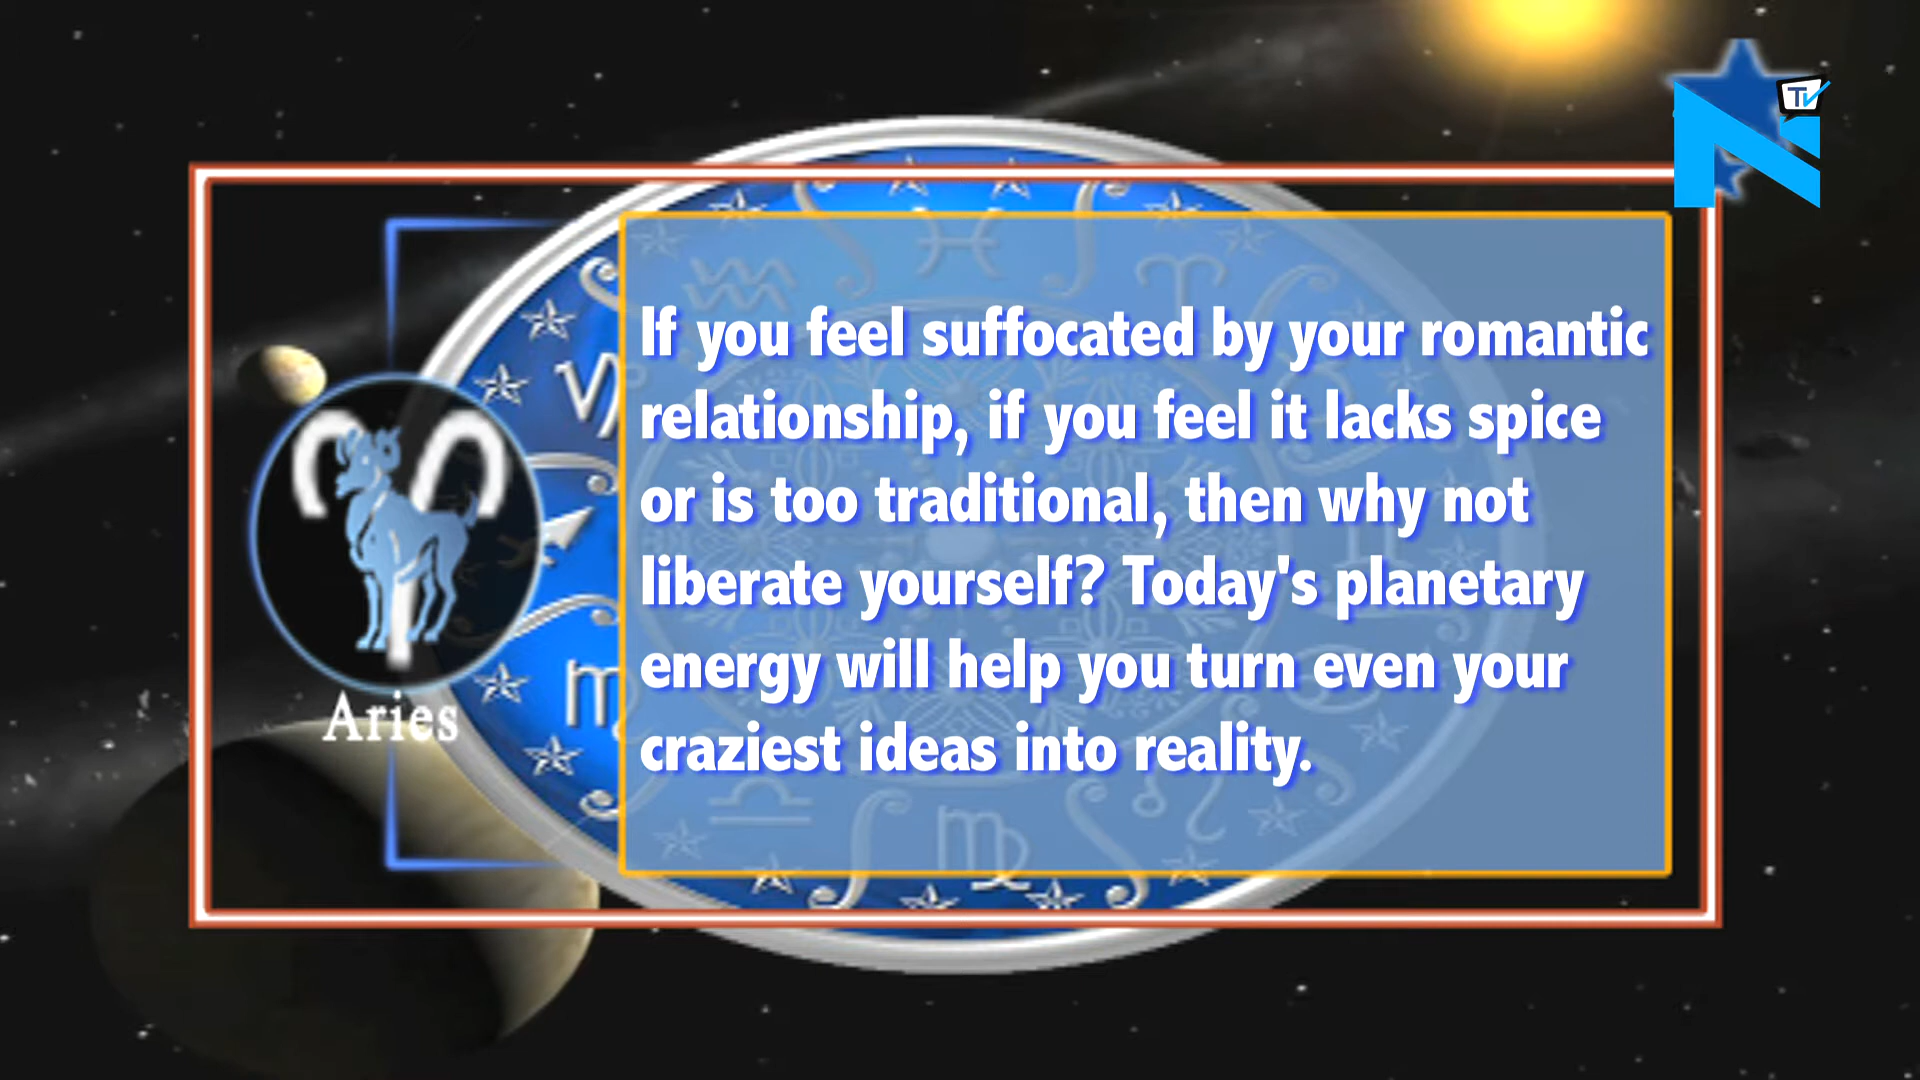 TV
If you feel suffocated by your romantic
relationship, if you feel it lacks spice
or is too traditional, then why not
liberate yourself? Today's planetary
energy will help you turn even your
craziest ideas into reality.
Aries